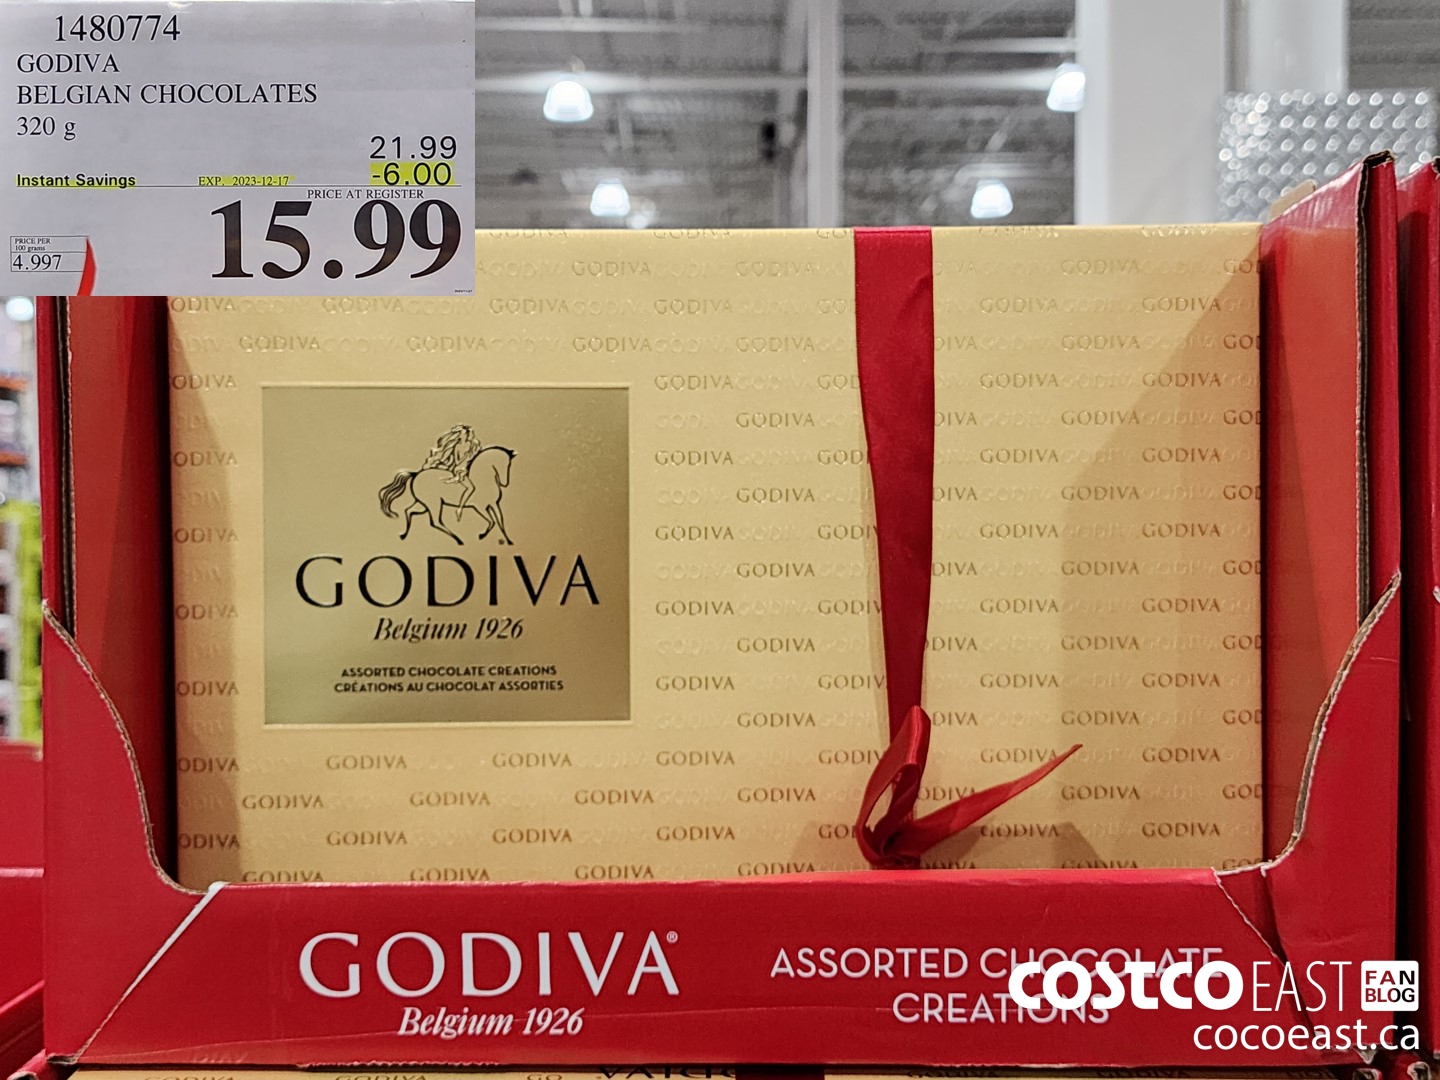 1480774
GODIVA
BELGIAN CHOCOLATES
320 g
21.99
Instant Savings EXP. 2023-12-17 -6.00
PRICE AT REGISTER
15.99
PRICE PER
100 grams
4.997
GODIVA
Belgium 1926
ASSORTED CHOCOLATE CREATIONS
CRÉATIONS AU CHOCOLAT ASSORTIES
GODIVA®
Belgium 1926
ASSORTED CHOCOLATE
CREATIONS
COSTCO EAST FAN BLOG
cocoeast.ca